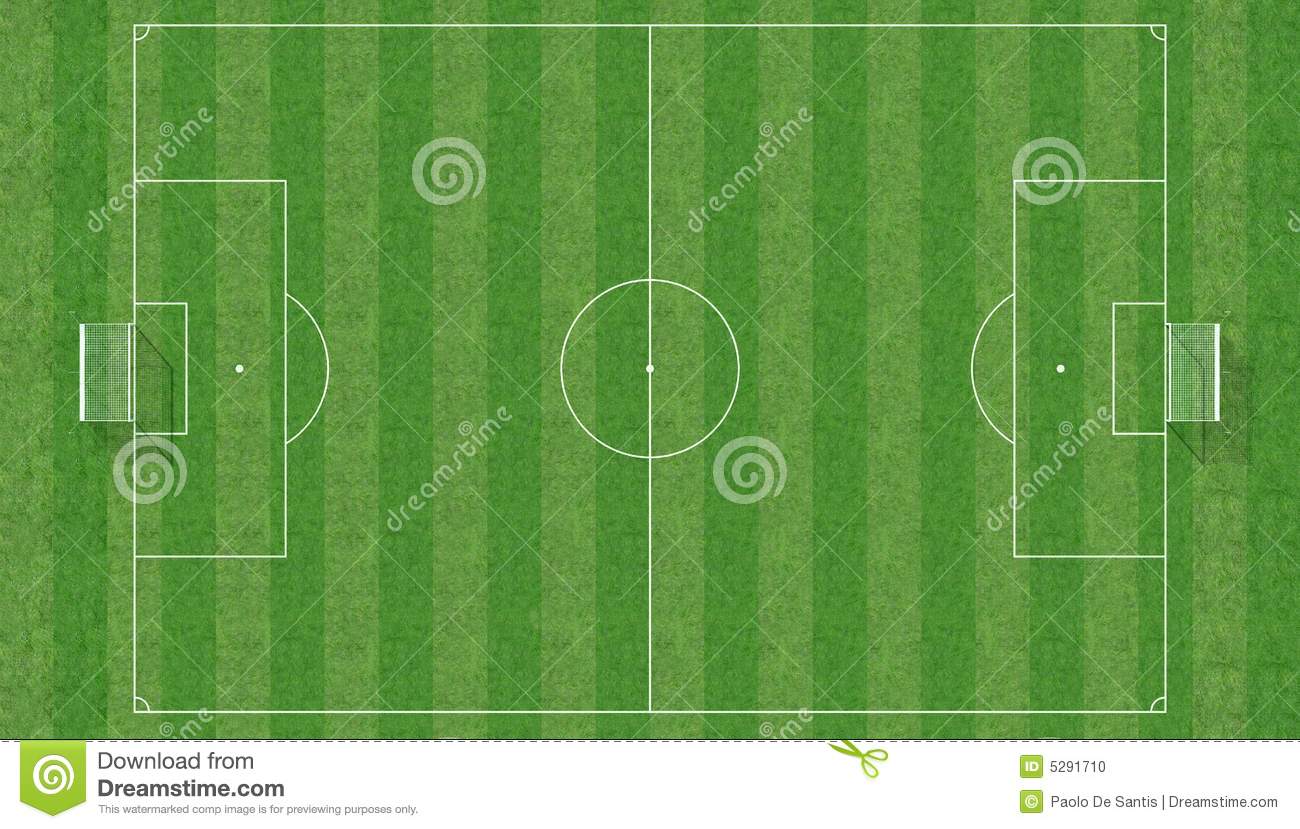 dreamstime
dreamstime
dreamstime
dreamstime
Download from
Dreamstime.com
This watermarked comp image is for previewing purposes only.
ID 5291710
© Paolo De Santis | Dreamstime.com